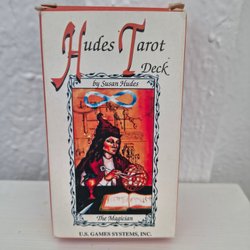 Hudes Tarot
Deck
by Susan Hudes
The Magician
U.S. GAMES SYSTEMS, INC.